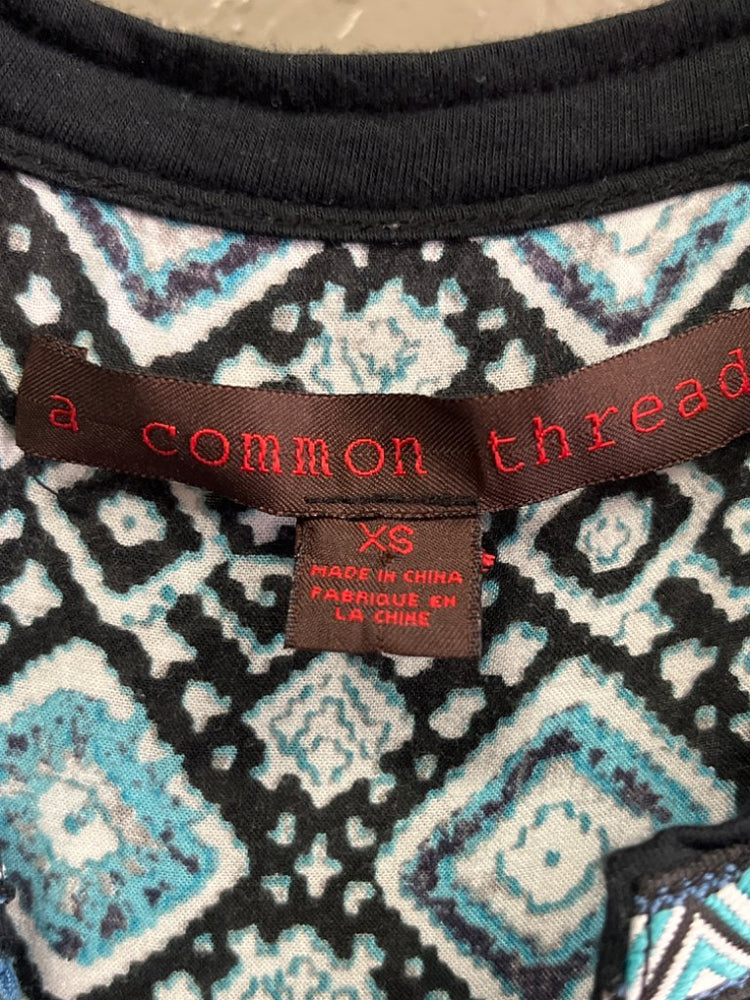 a common thread
XS
MADE IN CHINA
FABRIQUE EN
LA CHINE